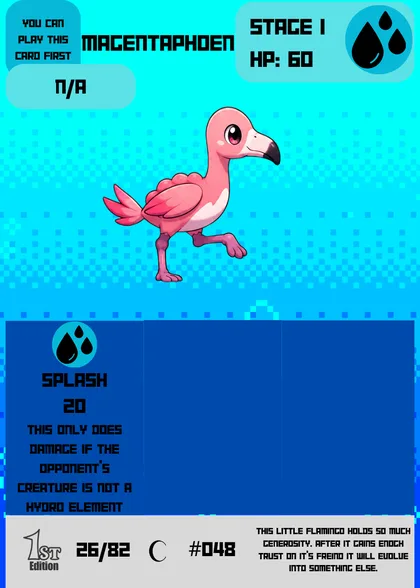 YOU CAN
PLAY THIS
CARD FIRST
MAGENTAPHOEN
STAGE I
HP: 60
N/A
SPLASH
20
THIS ONLY DOES
DAMAGE IF THE
OPPONENT'S
CREATURE IS NOT A
HYDRO ELEMENT
1ST
Edition
26/82
#048
THIS LITTLE FLAMINGO HOLDS SO MUCH
GENEROSITY. AFTER IT GAINS ENOGH
TRUST ON IT'S FREIND IT WILL EVOLVE
INTO SOMETHING ELSE.